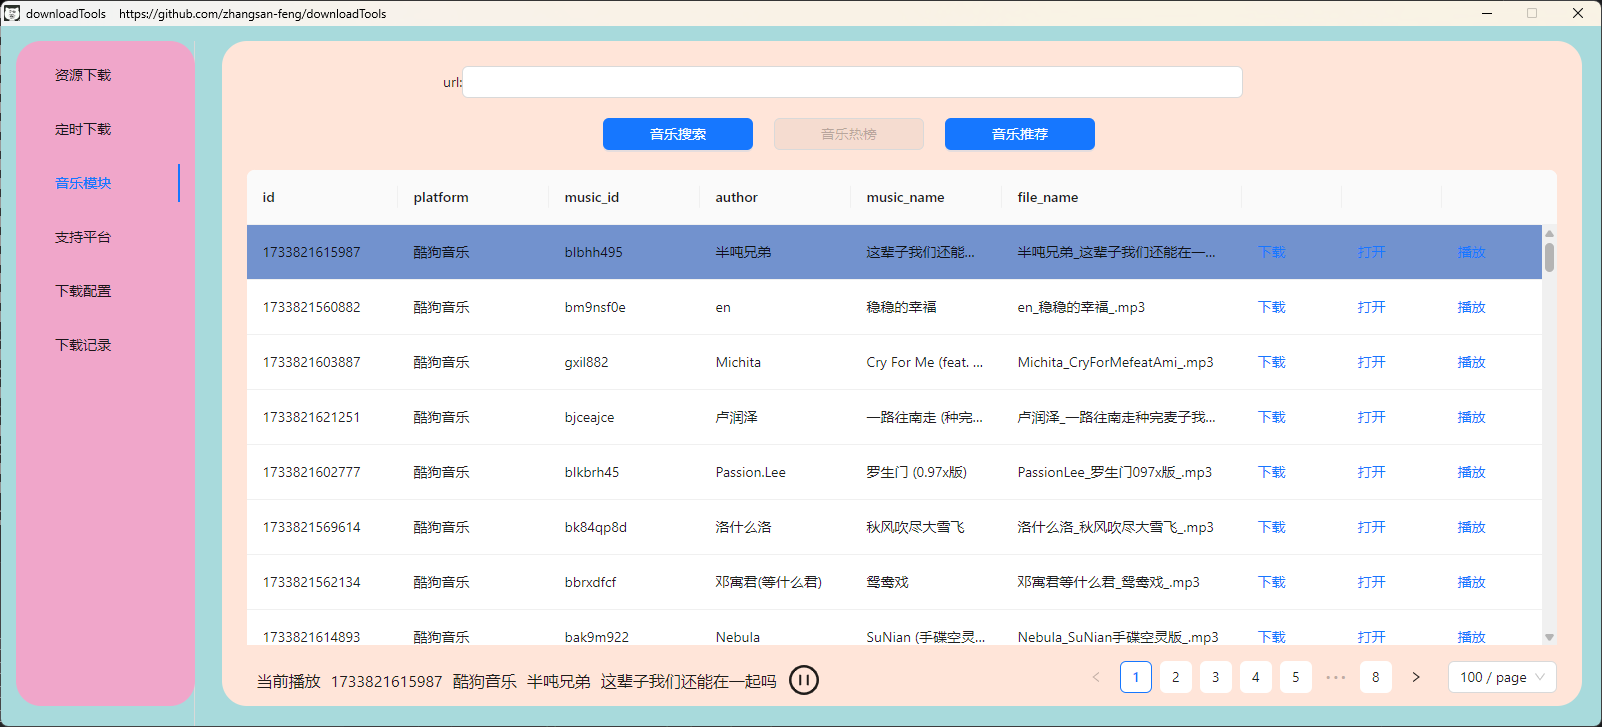 downloadTools https://github.com/zhangsan-feng/downloadTools
资源下载
定时下载
音乐模块
支持平台
下载配置
下载记录
url:
音乐搜索 音乐热榜 音乐推荐
id platform music_id author music_name file_name
1733821615987 酷狗音乐 blbhh495 半吨兄弟 这辈子我们还能... 半吨兄弟_这辈子我们还能在一... 下载 打开 播放
1733821560882 酷狗音乐 bm9nsf0e en 稳稳的幸福 en_稳稳的幸福_.mp3 下载 打开 播放
1733821603887 酷狗音乐 gxil882 Michita Cry For Me (feat. ... Michita_CryForMefeatAmi_.mp3 下载 打开 播放
1733821621251 酷狗音乐 bjceajce 卢润泽 一路往南走 (种完... 卢润泽_一路往南走种完麦子我... 下载 打开 播放
1733821602777 酷狗音乐 blkbrh45 Passion.Lee 罗生门 (0.97x版) PassionLee_罗生门097x版_.mp3 下载 打开 播放
1733821569614 酷狗音乐 bk84qp8d 洛什么洛 秋风吹尽大雪飞 洛什么洛_秋风吹尽大雪飞_.mp3 下载 打开 播放
1733821562134 酷狗音乐 bbrxdfcf 邓寓君(等什么君) 鸳鸯戏 邓寓君等什么君_鸳鸯戏_.mp3 下载 打开 播放
1733821614893 酷狗音乐 bak9m922 Nebula SuNian (手碟空灵... Nebula_SuNian手碟空灵版_.mp3 下载 打开 播放
当前播放 1733821615987 酷狗音乐 半吨兄弟 这辈子我们还能在一起吗 < 1 2 3 4 5 ••• 8 > 100 / page